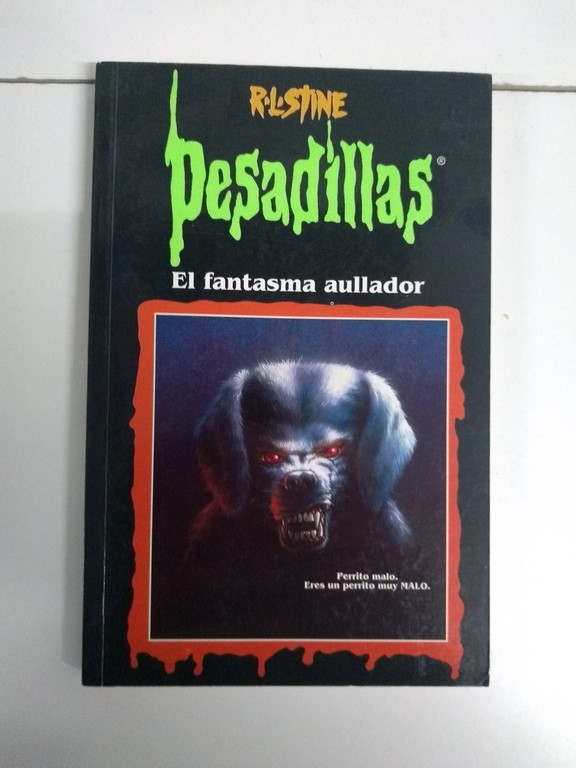 R.L.STINE
Pesadillas®
El fantasma aullador
Perrito malo.
Eres un perrito muy MALO.